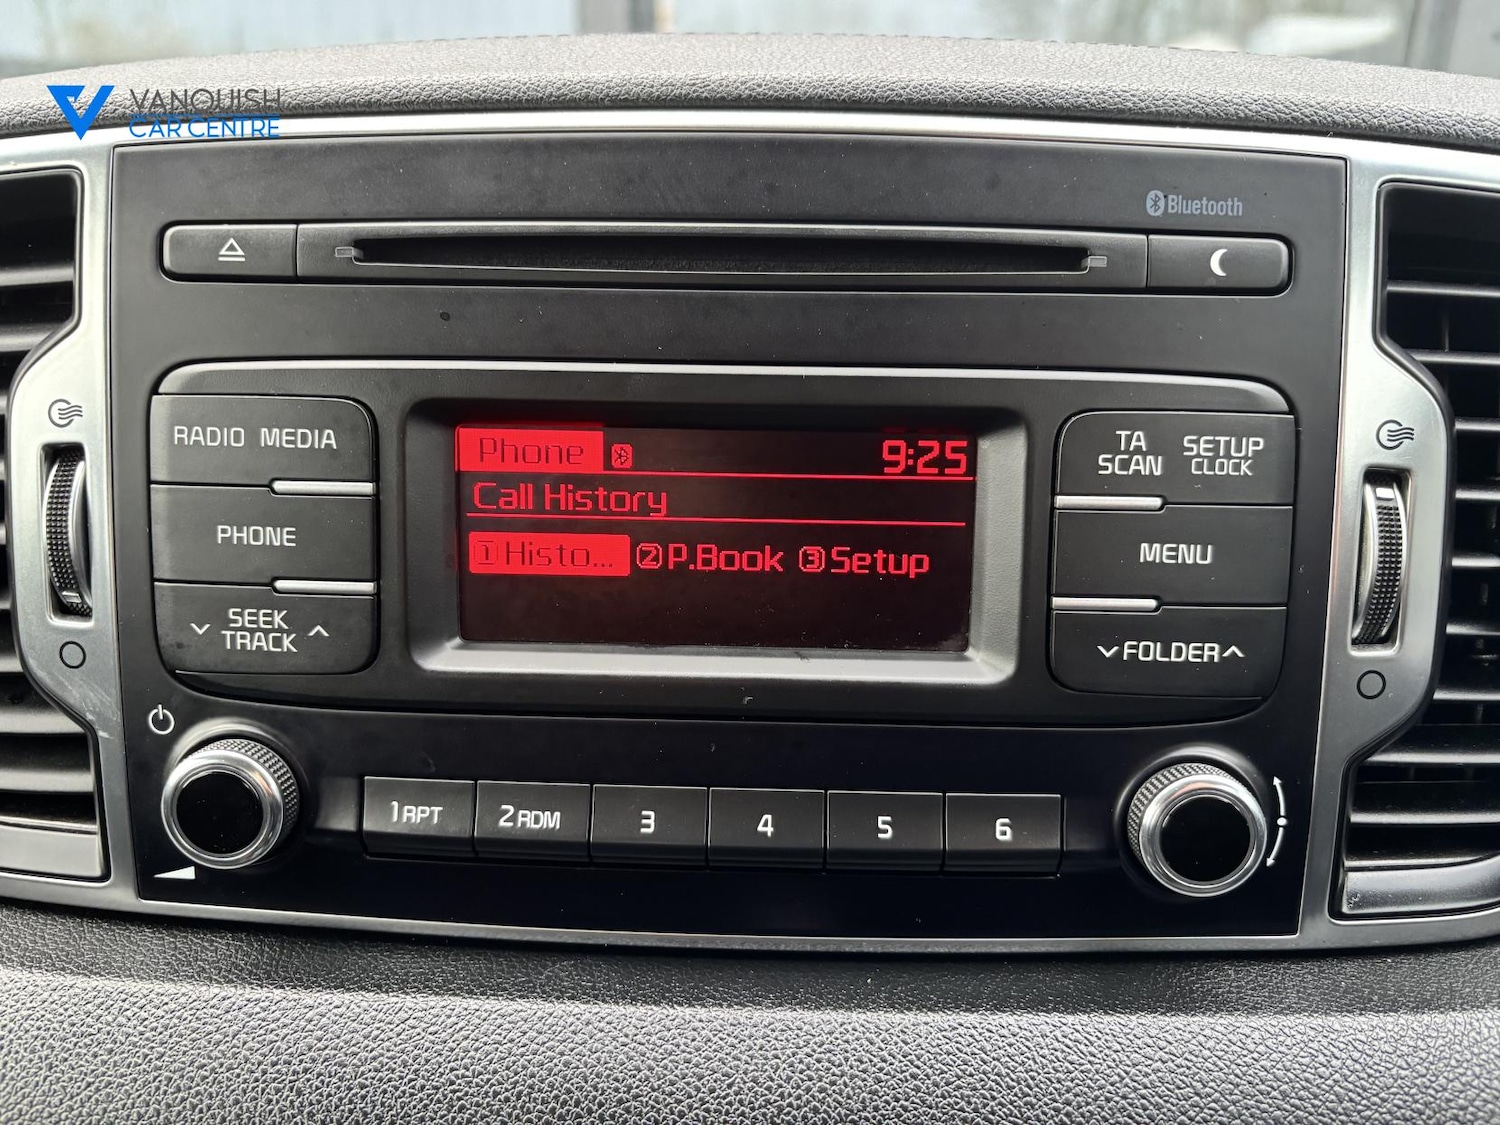 VANQUISH
CAR CENTRE
Bluetooth
RADIO MEDIA
PHONE
SEEK
TRACK
Phone 9:25
Call History
1 Histo... 2 P.Book 3 Setup
TA
SCAN
SETUP
CLOCK
MENU
FOLDER
1 RPT 2 RDM 3 4 5 6